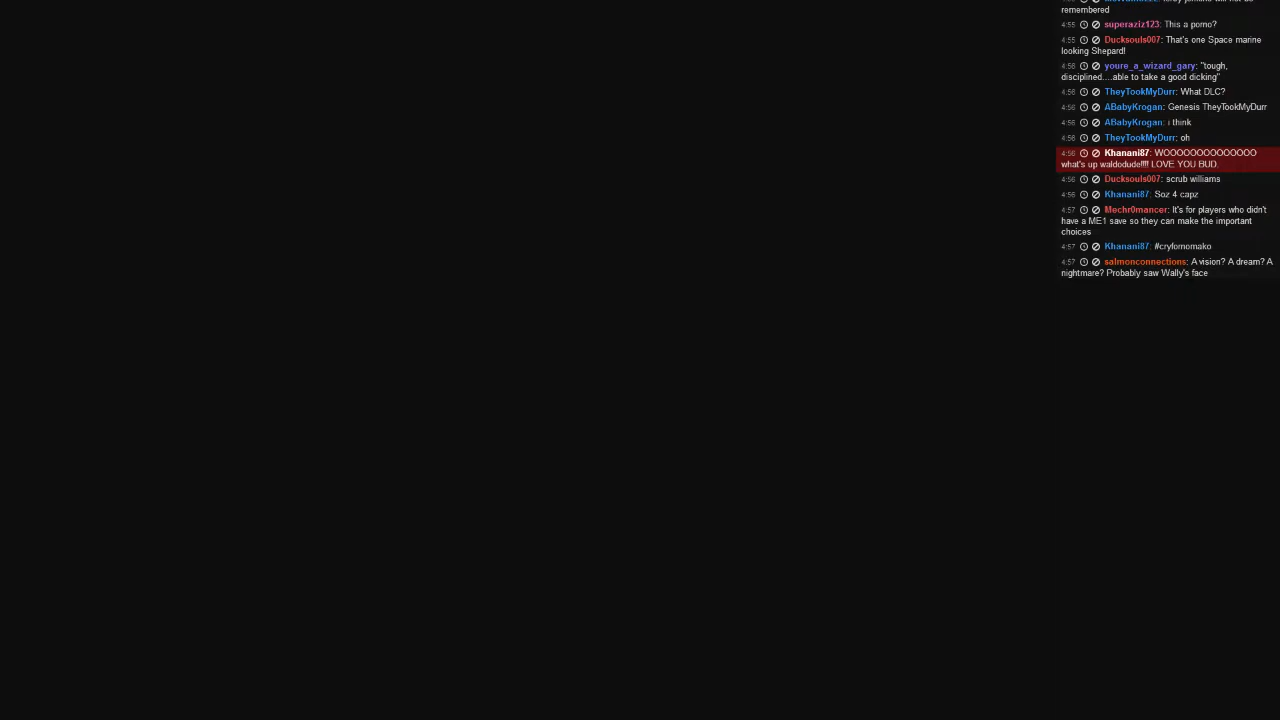 remembered
4:55 superaziz123: This a porno?
4:55 Ducksouls007: That's one Space marine
looking Shepard!
4:56 youre_a_wizard_gary: "tough,
disciplined....able to take a good dicking"
4:56 TheyTookMyDurr: What DLC?
4:56 ABabyKrogan: Genesis TheyTookMyDurr
4:56 ABabyKrogan: i think
4:56 TheyTookMyDurr: oh
4:56 Khanani87: WOOOOOOOOOOOOOO
what's up waldodude!!!! LOVE YOU BUD.
4:56 Ducksouls007: scrub williams
4:56 Khanani87: Soz 4 capz
4:57 Mechr0mancer: It's for players who didn't
have a ME1 save so they can make the important
choices
4:57 Khanani87: #cryfomomako
4:57 salmonconnections: A vision? A dream? A
nightmare? Probably saw Wally's face